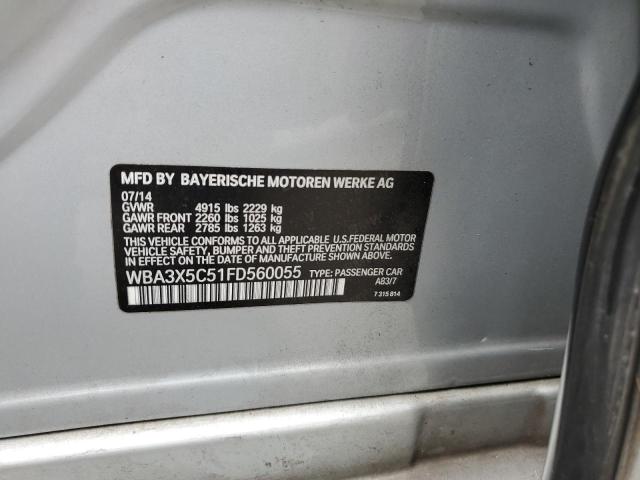 MFD BY BAYERISCHE MOTOREN WERKE AG
07/14
GVWR 4915 lbs 2229 kg
GAWR FRONT 2260 lbs 1025 kg
GAWR REAR 2785 lbs 1263 kg
THIS VEHICLE CONFORMS TO ALL APPLICABLE U.S.FEDERAL MOTOR
VEHICLE SAFETY, BUMPER AND THEFT PREVENTION STANDARDS
IN EFFECT ON THE DATE OF MANUFACTURE SHOWN ABOVE.
WBA3X5C51FD560055 TYPE: PASSENGER CAR
A83/7
7 315 814